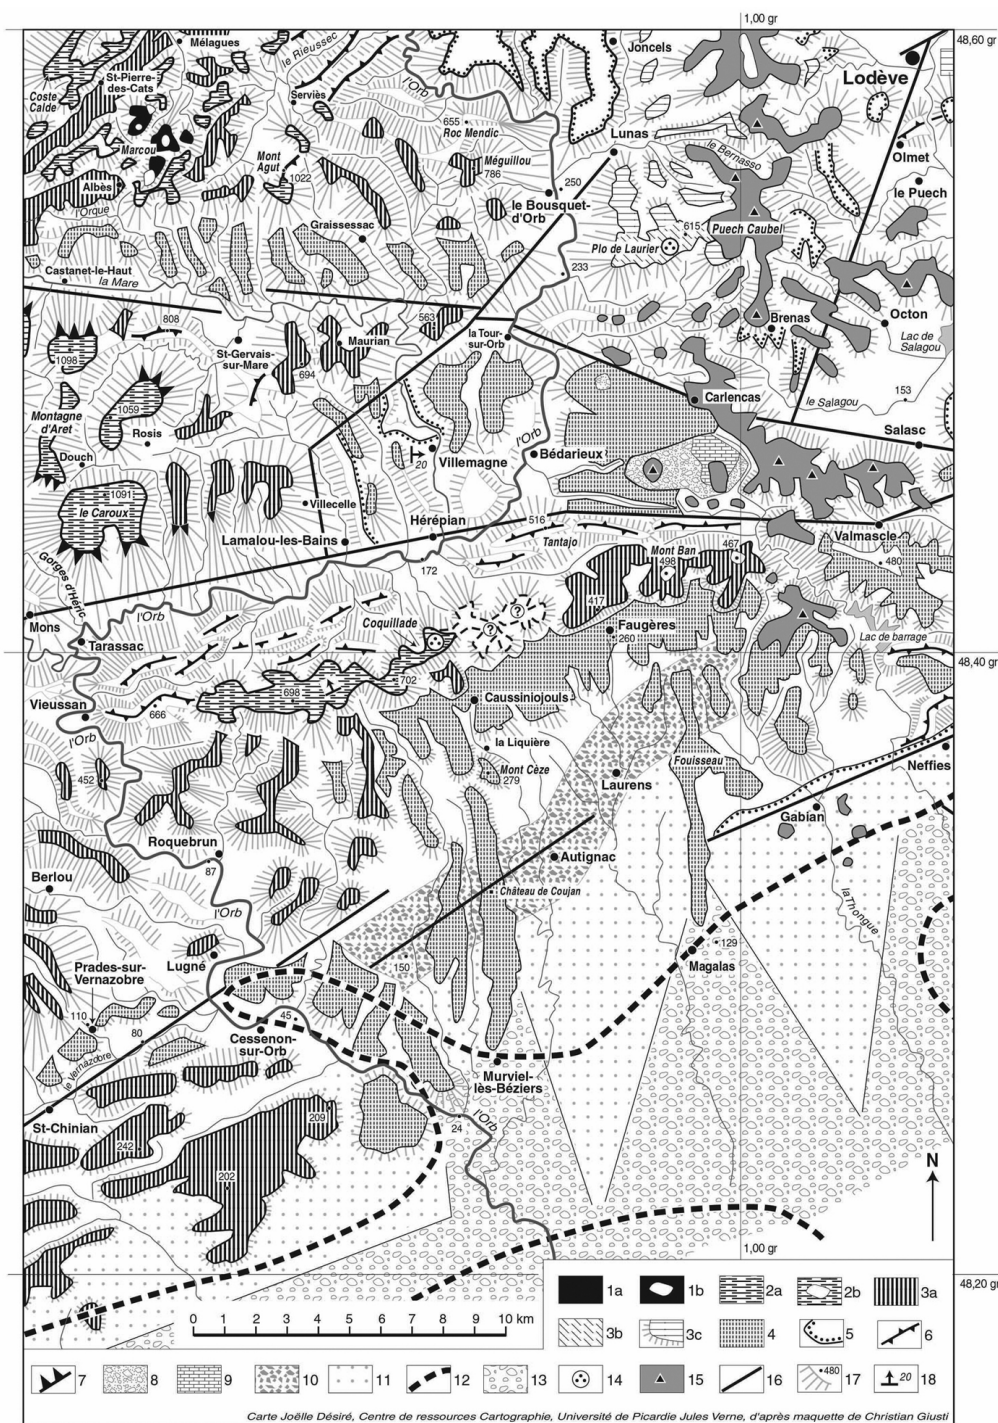 1,00 gr
48,60 gr
Mélagues
le Rieussec
Joncels
Lodève
St-Pierre-
des-Cats
Coste
Calde
Serviès
l'Orb
655
Roc Mendic
Lunas
le Bernasso
Olmet
Marcou
Mont
Agut
1022
Méguillou
786
le Puech
Albès
250
le Bousquet-
d'Orb
l'Orque
Graissessac
615
Plo de Laurier
Puech Caubel
Castanet-le-Haut
la Mare
233
Octon
808
563
la Tour-
sur-Orb
Brenas
Maurian
St-Gervais-
sur-Mare
Lac de
Salagou
1098
694
153
Carlencas
le Salagou
Montagne
d'Aret
1059
Rosis
Salasc
Douch
l'Orb
20
Villemagne
Bédarieux
1091
le Caroux
Villecelle
Hérépian
516
Lamalou-les-Bains
Tantajo
Valmascle
467
Mont Ban
498
480
Gorges
d'Héric
172
417
Mons
l'Orb
Coquillade
?
?
Faugères
260
Tarassac
Lac de barrage
48,40 gr
702
698
Caussiniojouls
Vieussan
666
l'Orb
la Liquière
Mont Cèze
279
Fouisseau
Neffies
452
Laurens
Gabian
Roquebrun
87
Autignac
Berlou
Château de Coujan
l'Orb
la Thongue
Lugné
150
129
Magalas
Prades-sur-
Vernazobre
110
80
45
Cessenon-
sur-Orb
le Vernazobre
Murviel-
lès-Béziers
St-Chinian
209
l'Orb
24
242
202
N
1,00 gr
48,20 gr
0 1 2 3 4 5 6 7 8 9 10 km
1a 1b 2a 2b 3a
3b 3c 4 5 6
7 8 9 10 11 12 13 14 15 16 480 17 20 18
Carte Joëlle Désiré, Centre de ressources Cartographie, Université de Picardie Jules Verne, d'après maquette de Christian Giusti